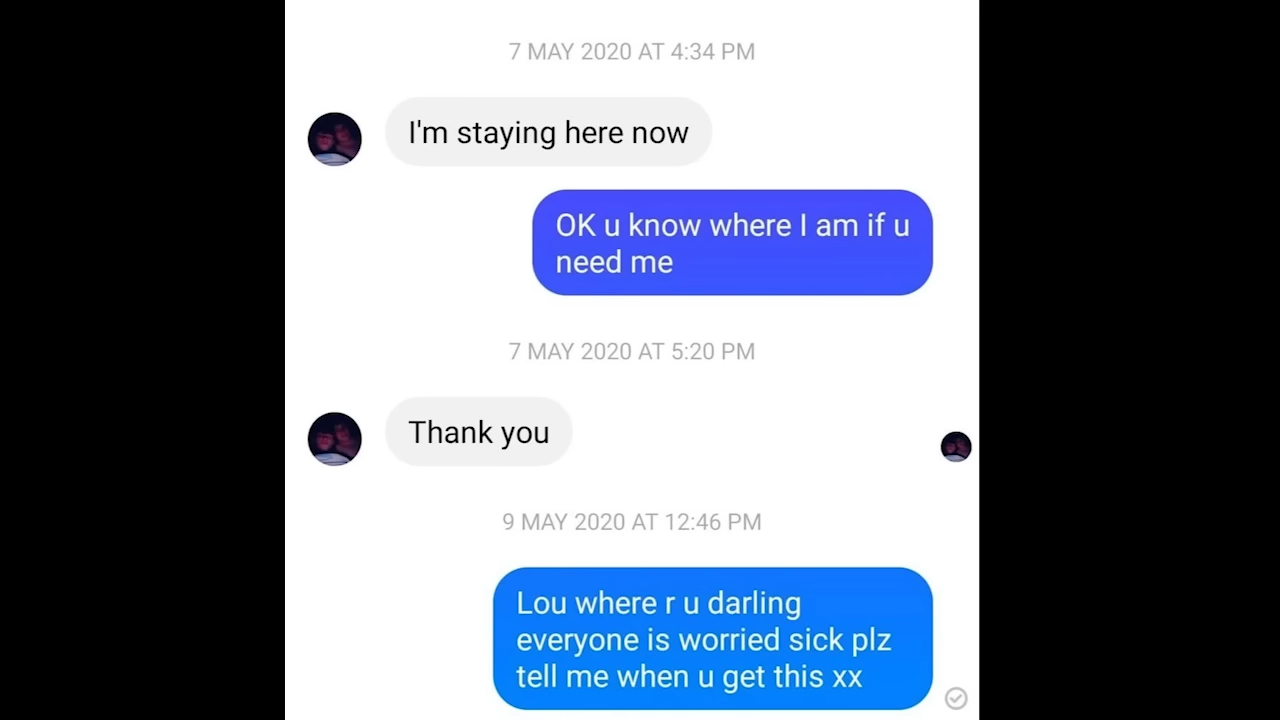 7 MAY 2020 AT 4:34 PM
I'm staying here now
OK u know where I am if u
need me
7 MAY 2020 AT 5:20 PM
Thank you
9 MAY 2020 AT 12:46 PM
Lou where r u darling
everyone is worried sick plz
tell me when u get this xx